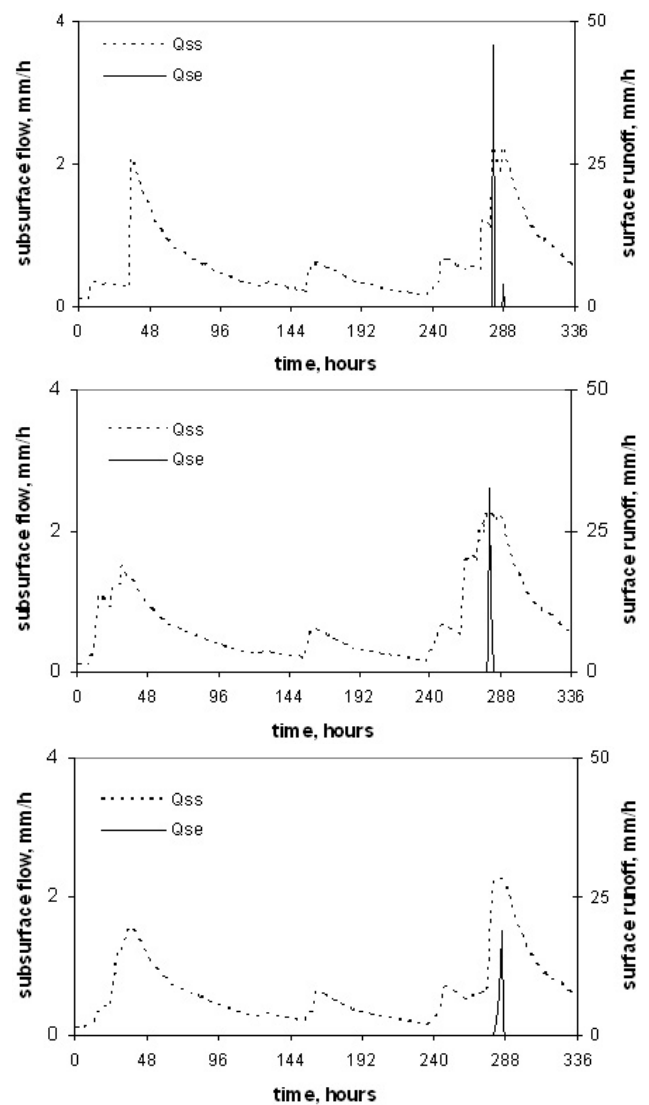 4
50
Qss
Qse
subsurface flow, mm/h
surface runoff, mm/h
2
25
0
0
0 48 96 144 192 240 288 336
time, hours
4
50
Qss
Qse
subsurface flow, mm/h
surface runoff, mm/h
2
25
0
0
0 48 96 144 192 240 288 336
time, hours
4
50
Qss
Qse
subsurface flow, mm/h
surface runoff, mm/h
2
25
0
0
0 48 96 144 192 240 288 336
time, hours